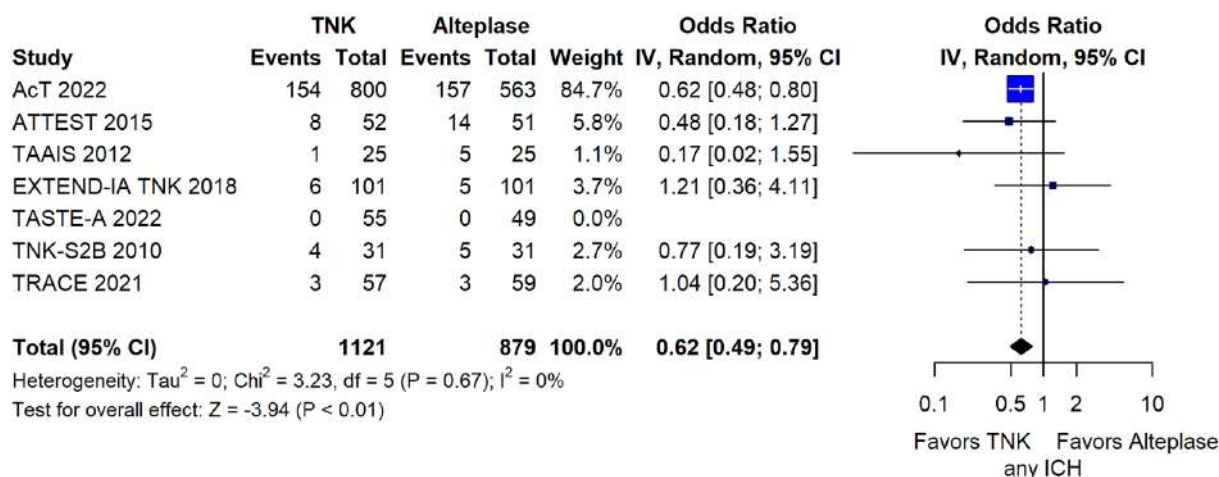 TNK Alteplase Odds Ratio Odds Ratio
Study Events Total Events Total Weight IV, Random, 95% CI IV, Random, 95% CI
AcT 2022 154 800 157 563 84.7% 0.62 [0.48; 0.80]
ATTEST 2015 8 52 14 51 5.8% 0.48 [0.18; 1.27]
TAAIS 2012 1 25 5 25 1.1% 0.17 [0.02; 1.55]
EXTEND-IA TNK 2018 6 101 5 101 3.7% 1.21 [0.36; 4.11]
TASTE-A 2022 0 55 0 49 0.0%
TNK-S2B 2010 4 31 5 31 2.7% 0.77 [0.19; 3.19]
TRACE 2021 3 57 3 59 2.0% 1.04 [0.20; 5.36]
Total (95% CI) 1121 879 100.0% 0.62 [0.49; 0.79]
Heterogeneity: Tau² = 0; Chi² = 3.23, df = 5 (P = 0.67); I² = 0%
Test for overall effect: Z = -3.94 (P < 0.01)
0.1 0.5 1 2 10
Favors TNK Favors Alteplase
any ICH